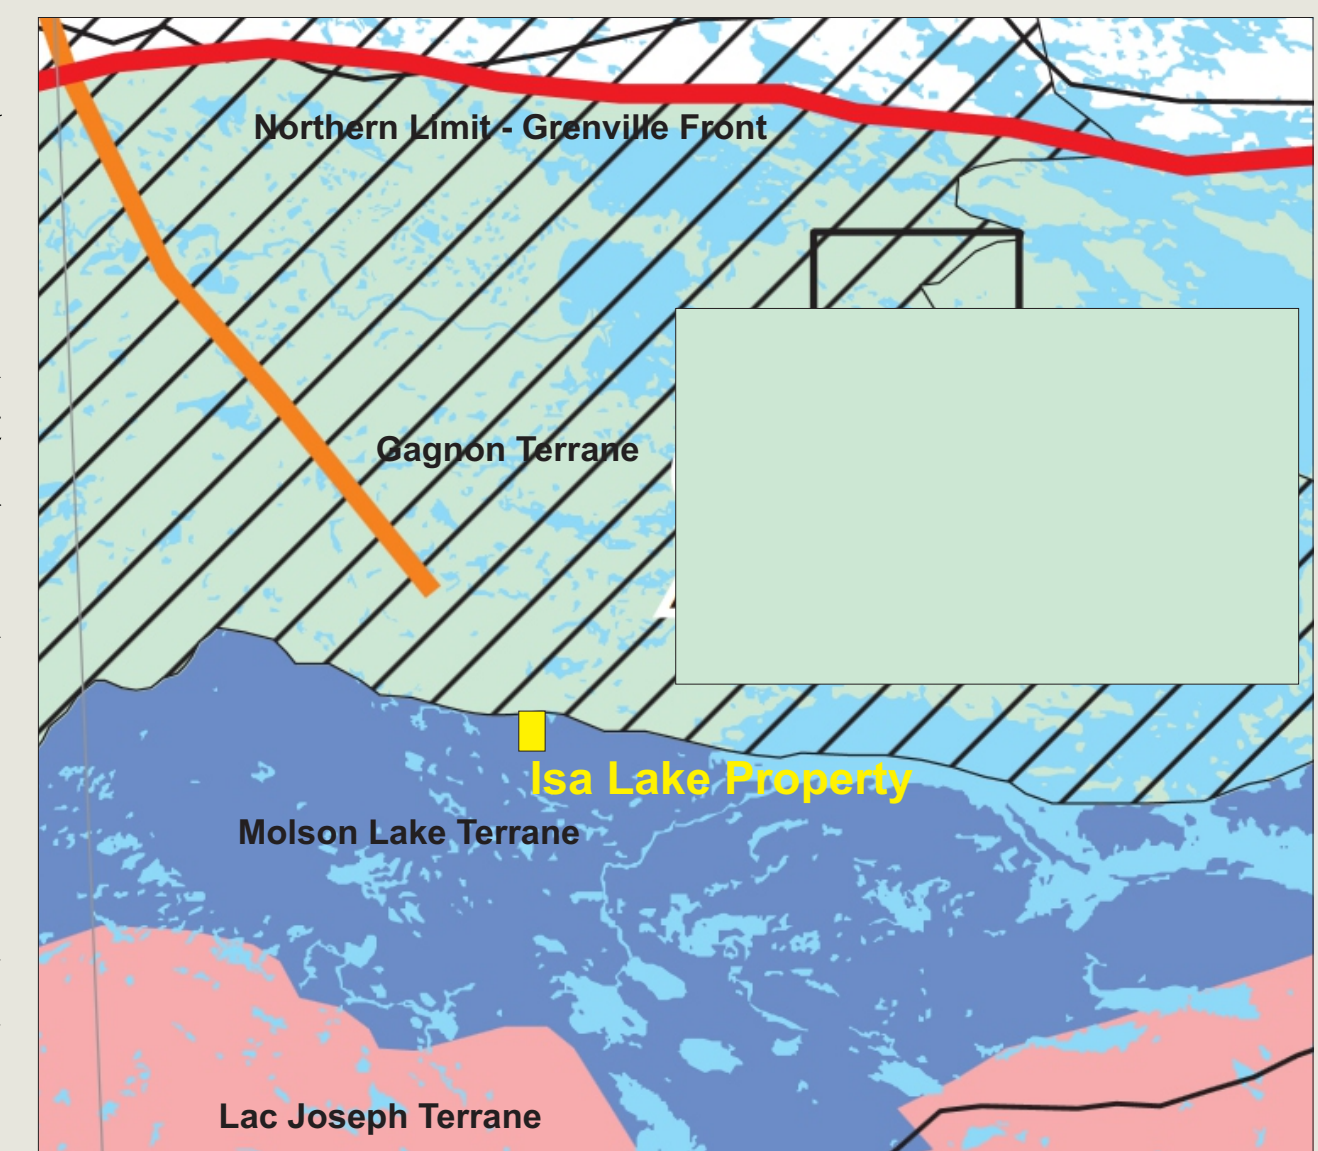 Northern Limit - Grenville Front
Gagnon Terrane
Isa Lake Property
Molson Lake Terrane
Lac Joseph Terrane